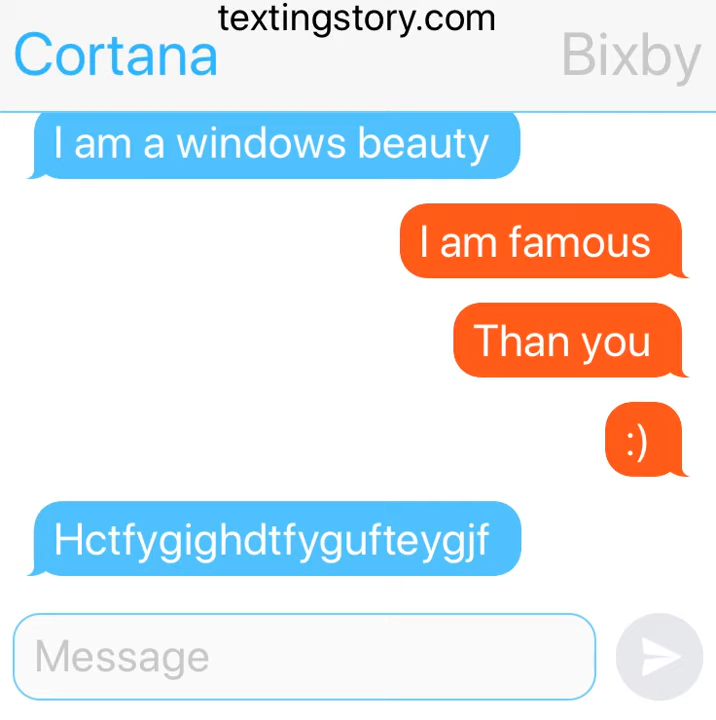 textingstory.com
Cortana
Bixby
I am a windows beauty
I am famous
Than you
:)
Hctfygighdtfygufteygjf
Message